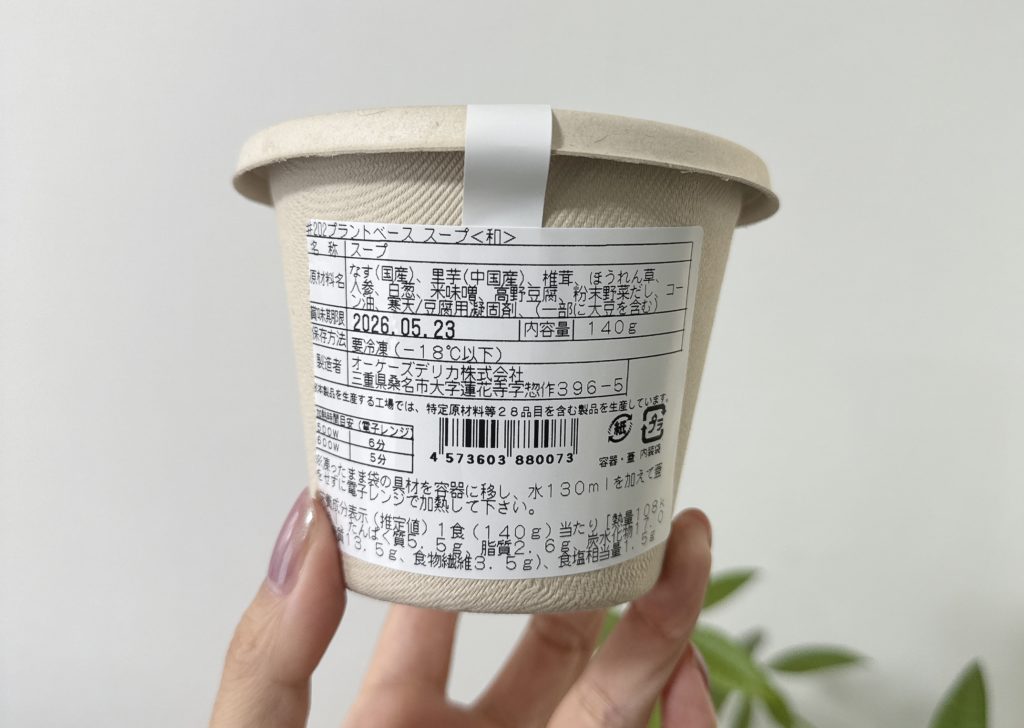 #202プラントベース スープ<和>
名 称 スープ
原材料名 なす(国産)、里芋(中国産)、椎茸、ほうれん草、
人参、白葱、米味噌、高野豆腐、粉末野菜だし、コー
ン油、寒天/豆腐用凝固剤、(一部に大豆を含む)
賞味期限 2026.05.23 内容量 140g
保存方法 要冷凍(-18℃以下)
製造者 オーケーズデリカ株式会社
三重県桑名市大字蓮花寺字惣作396-5
※本製品を生産する工場では、特定原材料等28品目を含む製品を生産しています。
加熱時間目安(電子レンジ)
500W 6分
600W 5分
4 573603 880073
紙 プラ
容器・蓋 内装袋
※凍ったまま袋の具材を容器に移し、水130mlを加えて蓋
をせずに電子レンジで加熱して下さい。
栄養成分表示(推定値)1食(140g)当たり[熱量108k
たんぱく質5.5g、脂質2.6g、炭水化物17.0
質13.5g、食物繊維3.5g)、食塩相当量1.5g